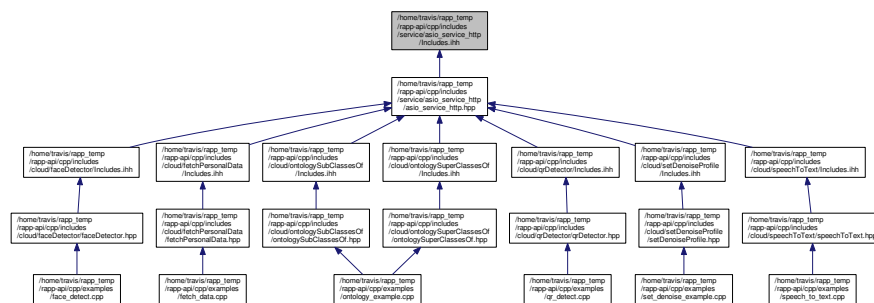 /home/travis/rapp_temp
/rapp-api/cpp/includes
/service/asio_service_http
/Includes.ihh
/home/travis/rapp_temp
/rapp-api/cpp/includes
/service/asio_service_http
/asio_service_http.hpp
/home/travis/rapp_temp
/rapp-api/cpp/includes
/cloud/faceDetector/Includes.ihh
/home/travis/rapp_temp
/rapp-api/cpp/includes
/cloud/fetchPersonalData
/Includes.ihh
/home/travis/rapp_temp
/rapp-api/cpp/includes
/cloud/ontologySubClassesOf
/Includes.ihh
/home/travis/rapp_temp
/rapp-api/cpp/includes
/cloud/ontologySuperClassesOf
/Includes.ihh
/home/travis/rapp_temp
/rapp-api/cpp/includes
/cloud/qrDetector/Includes.ihh
/home/travis/rapp_temp
/rapp-api/cpp/includes
/cloud/setDenoiseProfile
/Includes.ihh
/home/travis/rapp_temp
/rapp-api/cpp/includes
/cloud/speechToText/Includes.ihh
/home/travis/rapp_temp
/rapp-api/cpp/includes
/cloud/faceDetector/faceDetector.hpp
/home/travis/rapp_temp
/rapp-api/cpp/includes
/cloud/fetchPersonalData
/fetchPersonalData.hpp
/home/travis/rapp_temp
/rapp-api/cpp/includes
/cloud/ontologySubClassesOf
/ontologySubClassesOf.hpp
/home/travis/rapp_temp
/rapp-api/cpp/includes
/cloud/ontologySuperClassesOf
/ontologySuperClassesOf.hpp
/home/travis/rapp_temp
/rapp-api/cpp/includes
/cloud/qrDetector/qrDetector.hpp
/home/travis/rapp_temp
/rapp-api/cpp/includes
/cloud/setDenoiseProfile
/setDenoiseProfile.hpp
/home/travis/rapp_temp
/rapp-api/cpp/includes
/cloud/speechToText/speechToText.hpp
/home/travis/rapp_temp
/rapp-api/cpp/examples
/face_detect.cpp
/home/travis/rapp_temp
/rapp-api/cpp/examples
/fetch_data.cpp
/home/travis/rapp_temp
/rapp-api/cpp/examples
/ontology_example.cpp
/home/travis/rapp_temp
/rapp-api/cpp/examples
/qr_detect.cpp
/home/travis/rapp_temp
/rapp-api/cpp/examples
/set_denoise_example.cpp
/home/travis/rapp_temp
/rapp-api/cpp/examples
/speech_to_text.cpp